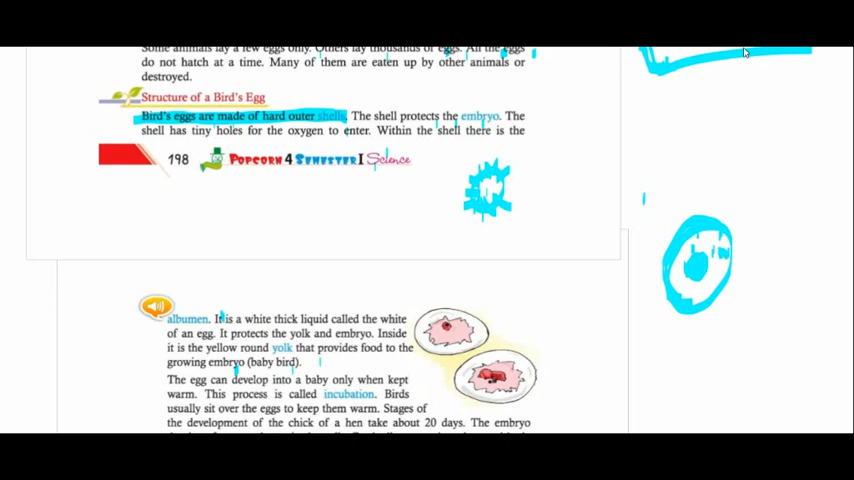 Some animals lay a few eggs only. Others lay thousands of eggs. All the eggs
do not hatch at a time. Many of them are eaten up by other animals or
destroyed.
Structure of a Bird's Egg
Bird's eggs are made of hard outer shells. The shell protects the embryo. The
shell has tiny holes for the oxygen to enter. Within the shell there is the
198 POPCORN 4 SEMESTER I Science
albumen. It is a white thick liquid called the white
of an egg. It protects the yolk and embryo. Inside
it is the yellow round yolk that provides food to the
growing embryo (baby bird).
The egg can develop into a baby only when kept
warm. This process is called incubation. Birds
usually sit over the eggs to keep them warm. Stages of
the development of the chick of a hen take about 20 days. The embryo